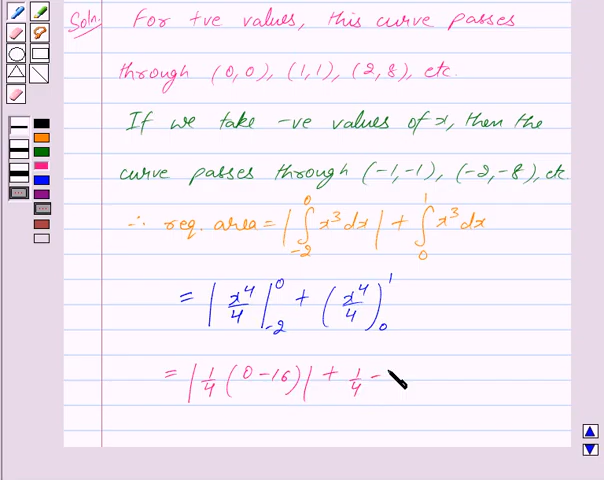 Soln. For +ve values, this curve passes
through (0,0), (1,1), (2,8), etc.
If we take -ve values of x, then the
curve passes through (-1,-1), (-2,-8), etc
∴ req. area = |∫_{-2}^{0} x³ dx| + ∫_{0}^{1} x³ dx
= |x⁴/4|_{-2}^{0} + (x⁴/4)_{0}^{1}
= |1/4 (0-16)| + 1/4 -